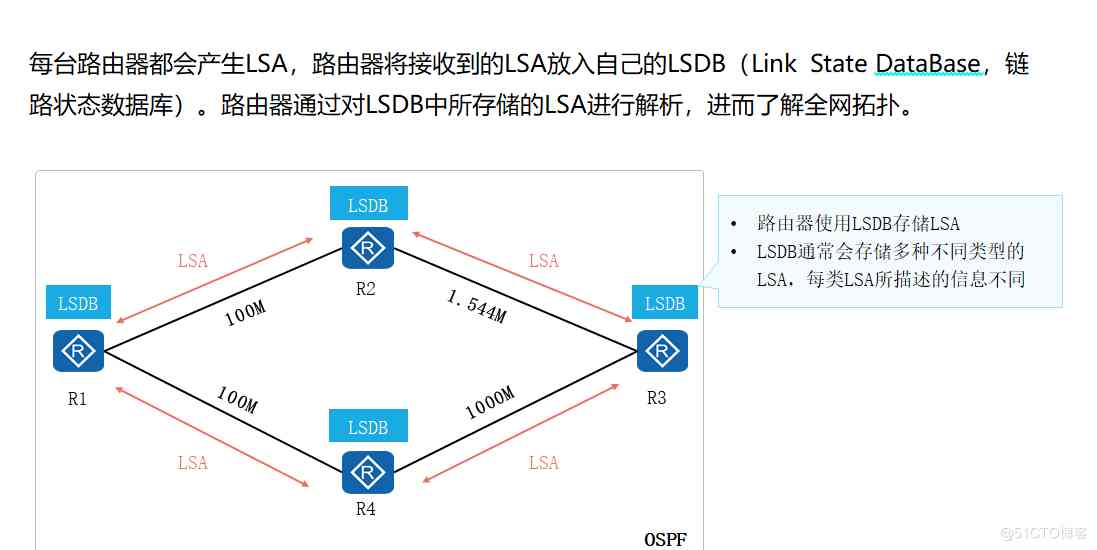 每台路由器都会产生LSA，路由器将接收到的LSA放入自己的LSDB（Link State DataBase，链
路状态数据库）。路由器通过对LSDB中所存储的LSA进行解析，进而了解全网拓扑。
LSDB
R
R2
LSA
LSA
100M
1.544M
LSDB
R
R1
LSDB
R
R3
• 路由器使用LSDB存储LSA
• LSDB通常会存储多种不同类型的
LSA，每类LSA所描述的信息不同
100M
1000M
LSDB
LSA
LSA
R
R4
OSPF
@51CTO博客